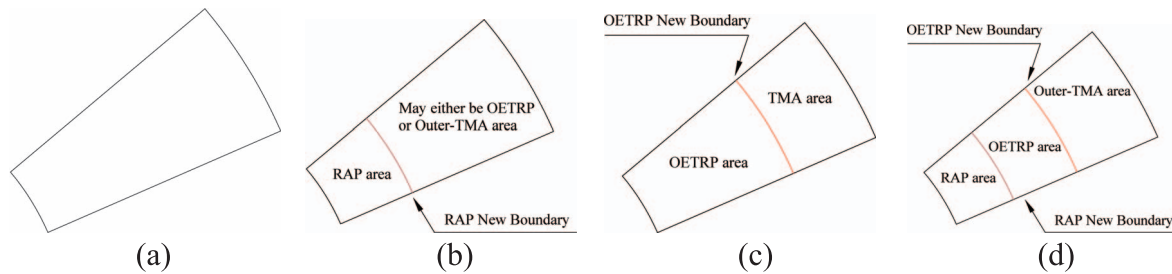 OETRP New Boundary
OETRP New Boundary
May either be OETRP
or Outer-TMA area
RAP area
RAP New Boundary
TMA area
OETRP area
Outer-TMA area
OETRP area
RAP area
RAP New Boundary
(a)
(b)
(c)
(d)